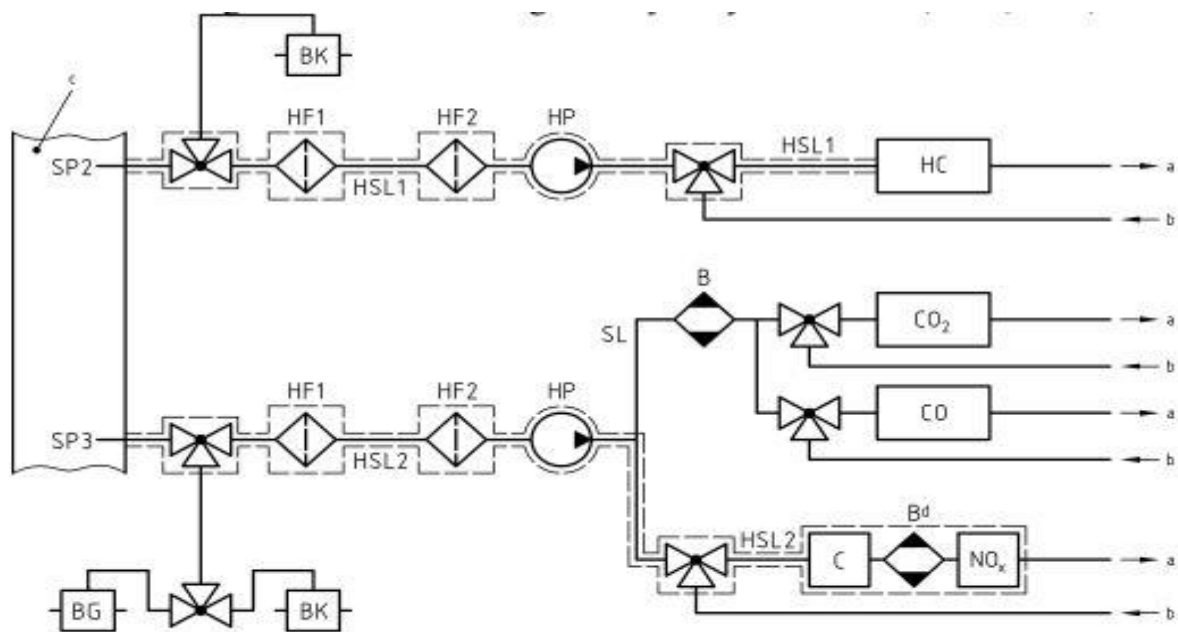 BK
c
HF1 HF2 HP
HSL1
SP2 HC a
HSL1
b
B
CO₂ a
SL
b
HF1 HF2 HP
CO a
SP3
HSL2 b
Bᵈ
HSL2
C NOₓ a
BG BK b